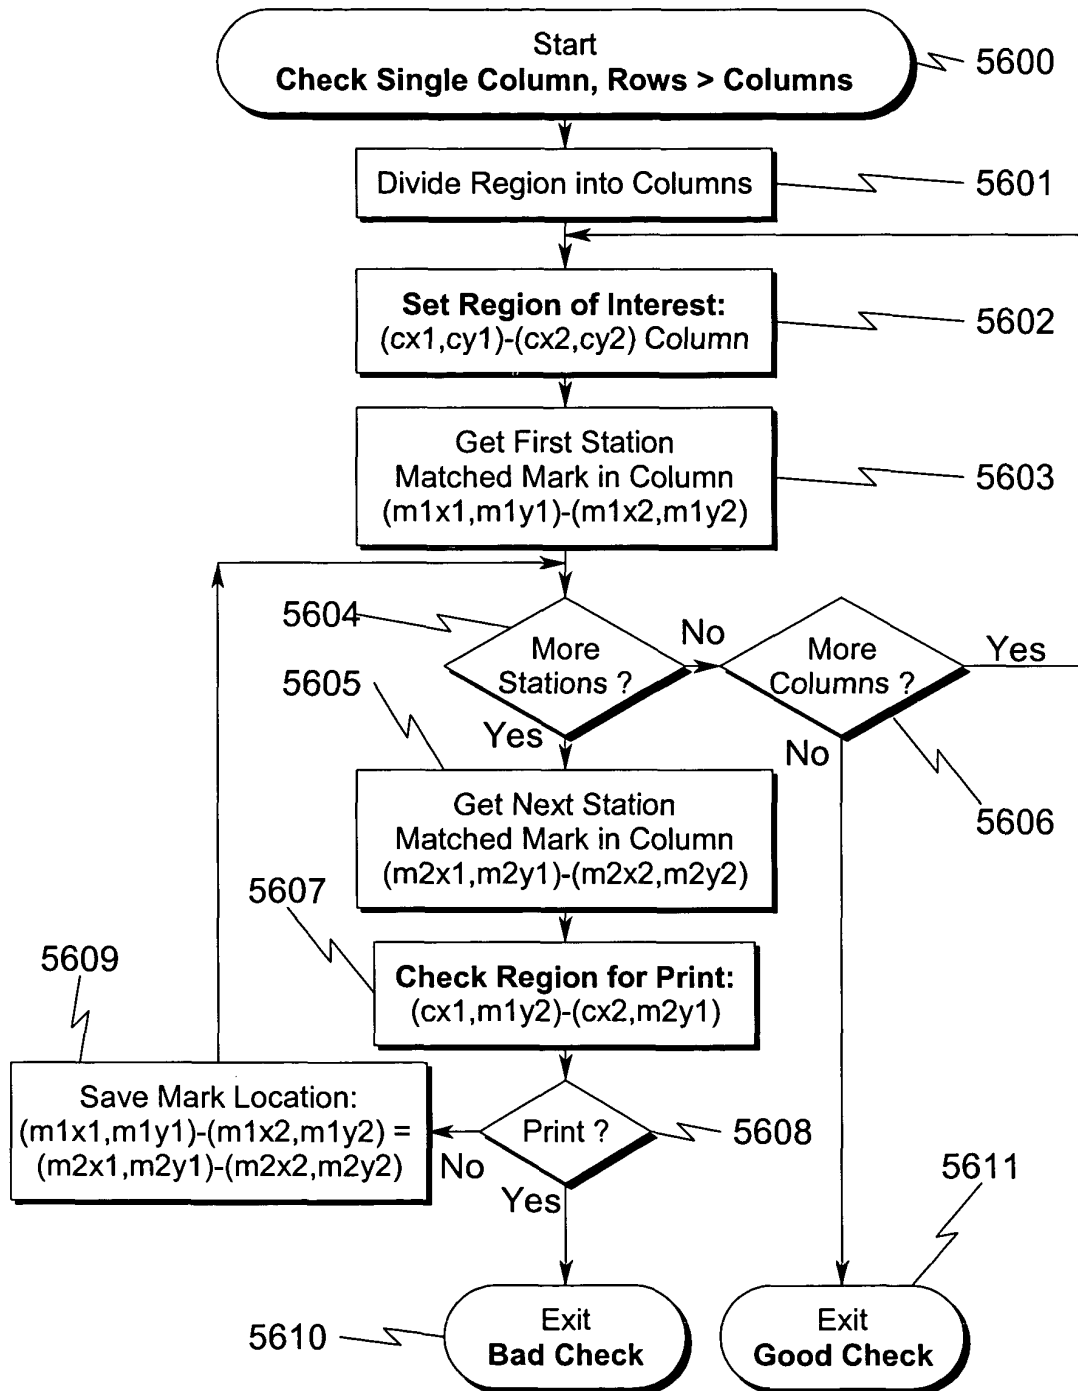 Start
Check Single Column, Rows > Columns
5600
Divide Region into Columns
5601
Set Region of Interest:
(cx1,cy1)-(cx2,cy2) Column
5602
Get First Station
Matched Mark in Column
(m1x1,m1y1)-(m1x2,m1y2)
5603
5604
More
Stations ?
No
More
Columns ?
Yes
5605
Yes
No
5606
Get Next Station
Matched Mark in Column
(m2x1,m2y1)-(m2x2,m2y2)
5607
Check Region for Print:
(cx1,m1y2)-(cx2,m2y1)
5609
Save Mark Location:
(m1x1,m1y1)-(m1x2,m1y2) =
(m2x1,m2y1)-(m2x2,m2y2)
No
Print ?
5608
Yes
5611
5610
Exit
Bad Check
Exit
Good Check